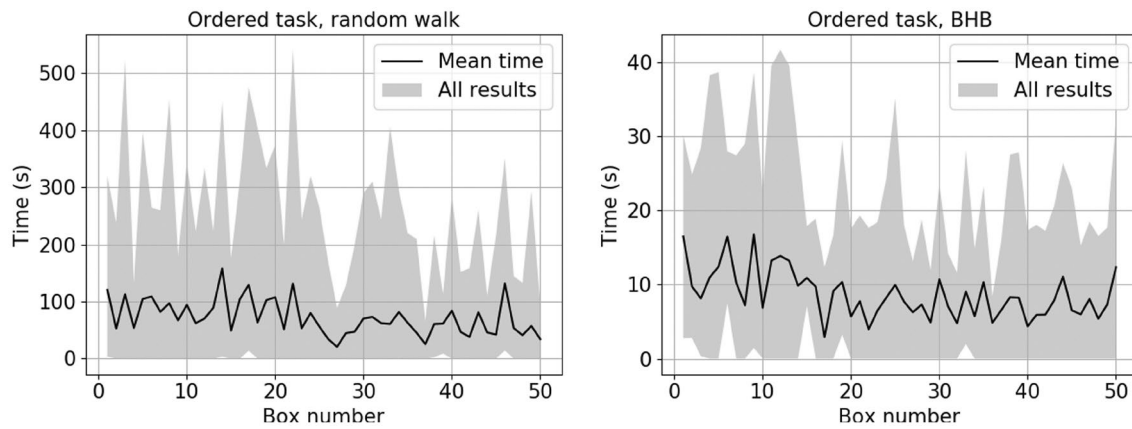 Ordered task, random walk
Time (s)
500
400
300
200
100
0
Mean time
All results
0 10 20 30 40 50
Box number
Ordered task, BHB
Time (s)
40
30
20
10
0
Mean time
All results
0 10 20 30 40 50
Box number